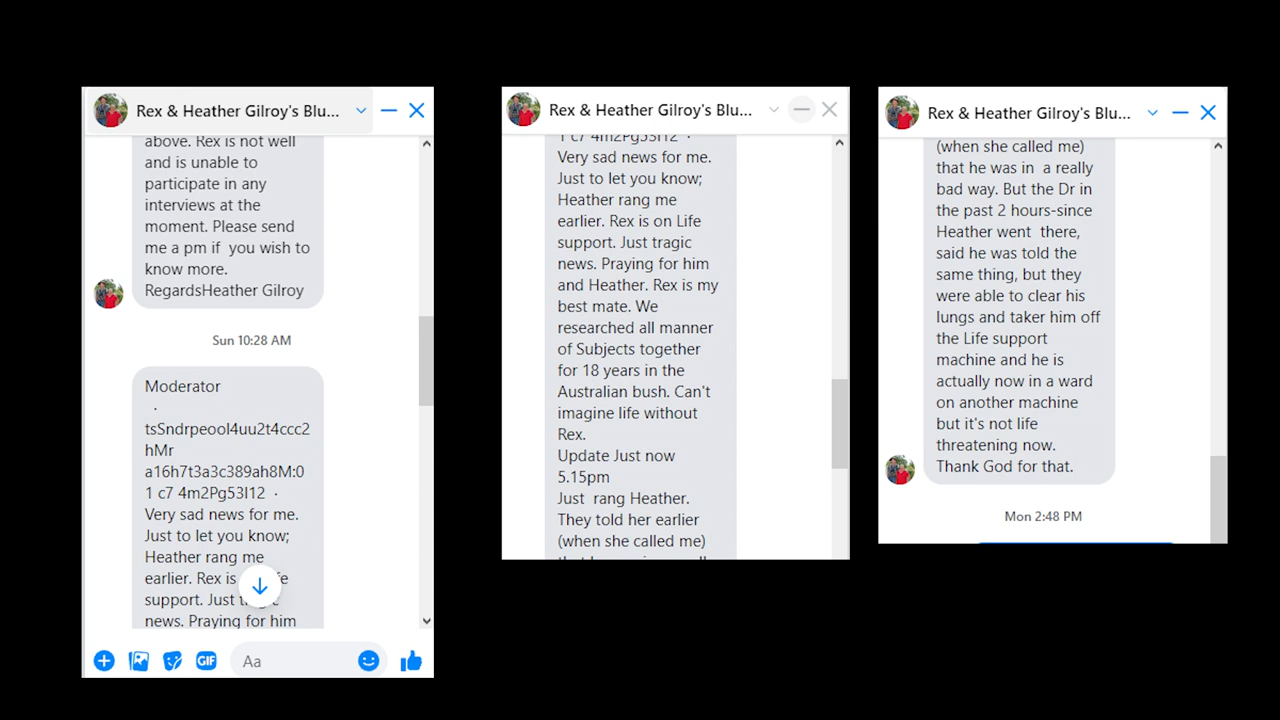 Rex & Heather Gilroy's Blu...
above. Rex is not well
and is unable to
participate in any
interviews at the
moment. Please send
me a pm if you wish to
know more.
RegardsHeather Gilroy
Sun 10:28 AM
Moderator
·
tsSndrpeool4uu2t4ccc2
hMr
a16h7t3a3c389ah8M:0
1 c7 4m2Pg53l12 ·
Very sad news for me.
Just to let you know;
Heather rang me
earlier. Rex is
support. Just
news. Praying for him
GIF
Aa
Rex & Heather Gilroy's Blu...
1 c7 4m2Pg53l12 ·
Very sad news for me.
Just to let you know;
Heather rang me
earlier. Rex is on Life
support. Just tragic
news. Praying for him
and Heather. Rex is my
best mate. We
researched all manner
of Subjects together
for 18 years in the
Australian bush. Can't
imagine life without
Rex.
Update Just now
5.15pm
Just rang Heather.
They told her earlier
(when she called me)
Rex & Heather Gilroy's Blu...
(when she called me)
that he was in a really
bad way. But the Dr in
the past 2 hours-since
Heather went there,
said he was told the
same thing, but they
were able to clear his
lungs and taker him off
the Life support
machine and he is
actually now in a ward
on another machine
but it's not life
threatening now.
Thank God for that.
Mon 2:48 PM